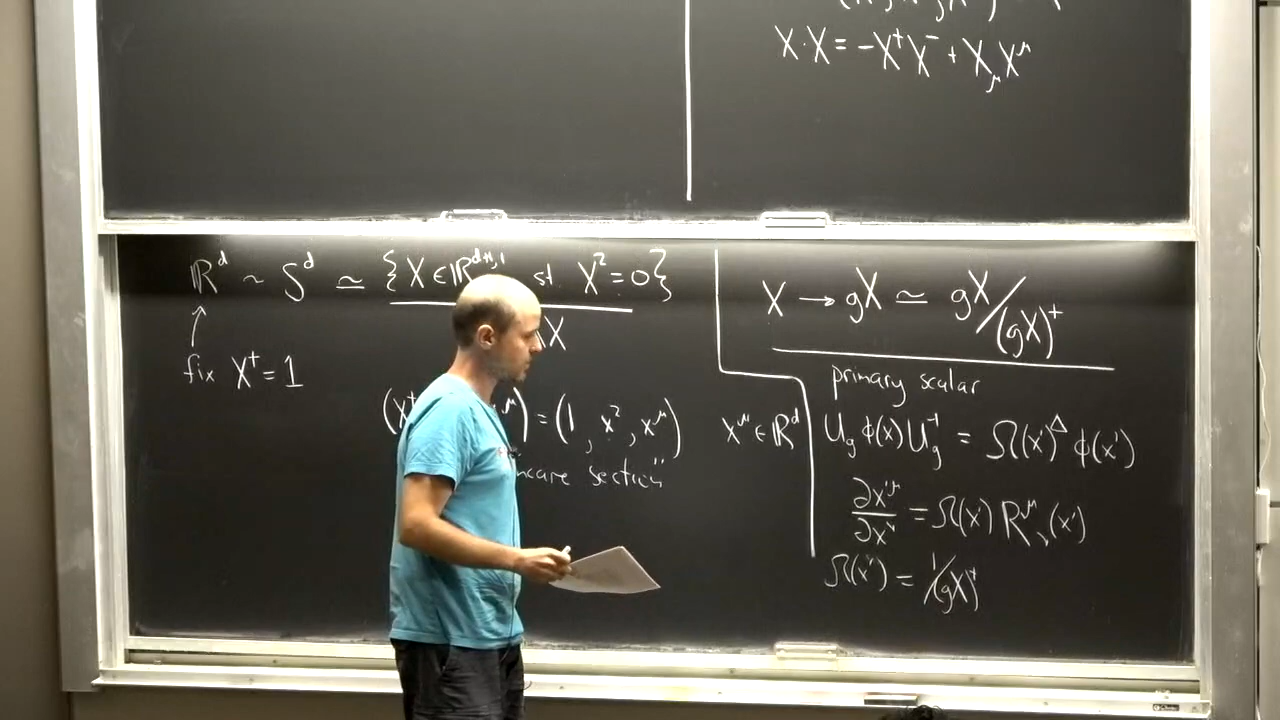 X·X = -X⁺X⁻ + X_μX^μ
ℝ^d ~ S^d ≃ {X ∈ ℝ^{d+1,1} st. X² = 0}
X
fix X⁺ = 1
(X⁺ ^μ) = (1, x², x^μ) x^μ ∈ ℝ^d
section"
X → gX ≃ gX/(gX)⁺
primary scalar
U_g φ(x) U_g^{-1} = Ω(x')^Δ φ(x')
∂x'^μ/∂x^ν = Ω(x') R^μ_ν(x')
Ω(x') = 1/(gX)⁺